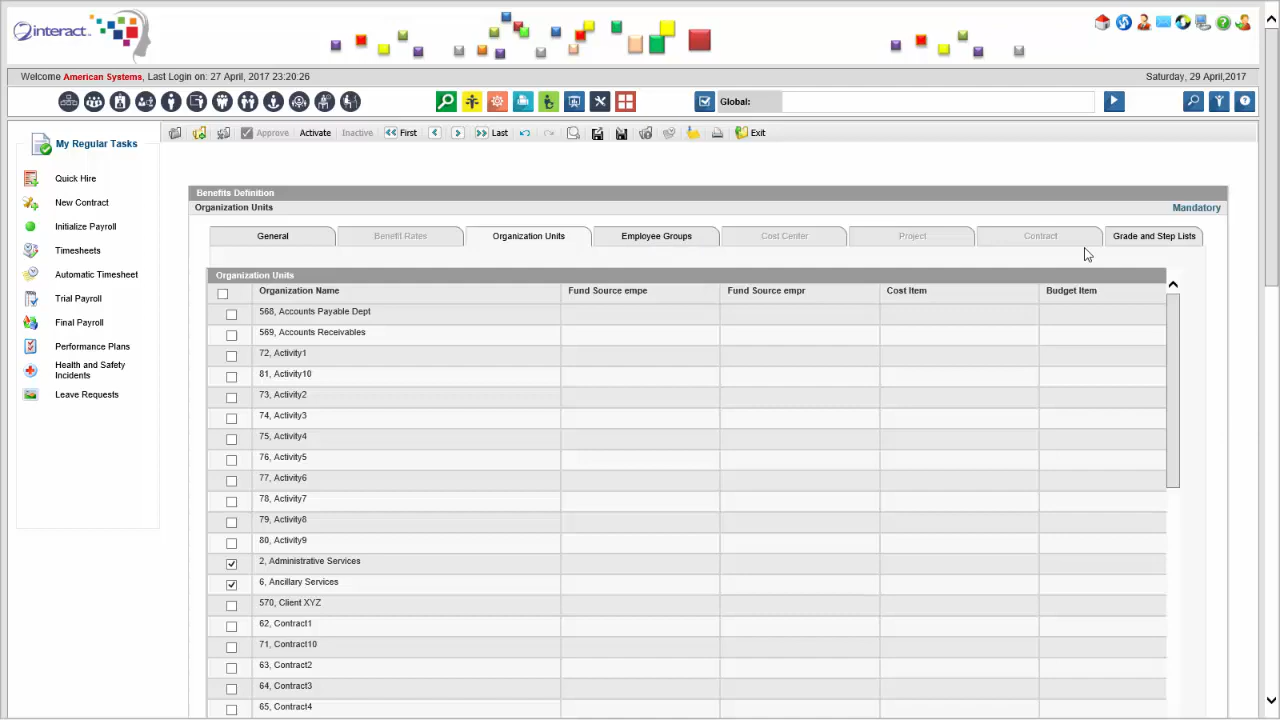 interact
Welcome American Systems, Last Login on: 27 April, 2017 23:20:26
Saturday, 29 April,2017
Global:
My Regular Tasks
Quick Hire
New Contract
Initialize Payroll
Timesheets
Automatic Timesheet
Trial Payroll
Final Payroll
Performance Plans
Health and Safety
Incidents
Leave Requests
Approve Activate Inactive First Last Exit
Benefits Definition
Organization Units Mandatory
General Benefit Rates Organization Units Employee Groups Cost Center Project Contract Grade and Step Lists
Organization Units
Organization Name Fund Source empe Fund Source empr Cost Item Budget Item
568, Accounts Payable Dept
569, Accounts Receivables
72, Activity1
81, Activity10
73, Activity2
74, Activity3
75, Activity4
76, Activity5
77, Activity6
78, Activity7
79, Activity8
80, Activity9
2, Administrative Services
6, Ancillary Services
570, Client XYZ
62, Contract1
71, Contract10
63, Contract2
64, Contract3
65, Contract4